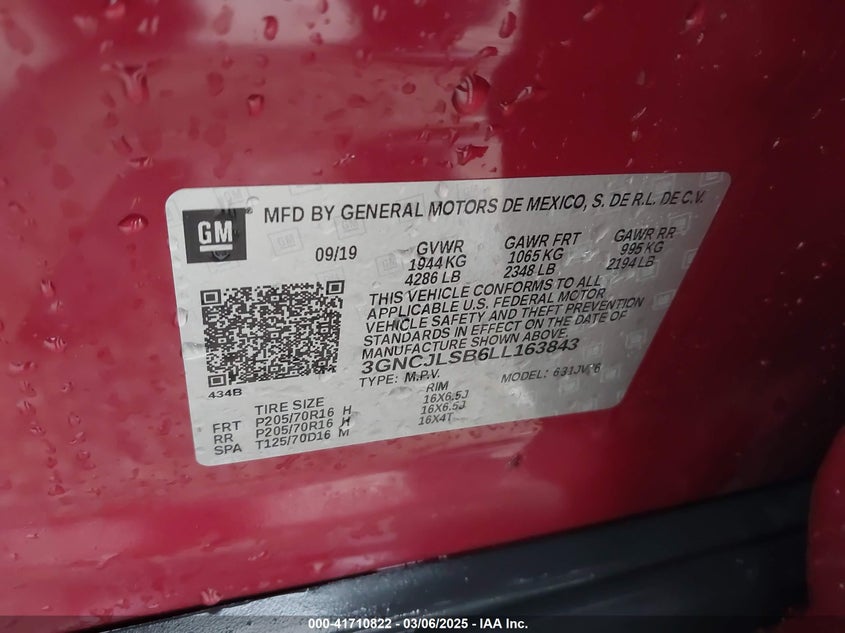 GM
MFD BY GENERAL MOTORS DE MEXICO, S. DE R.L. DE C.V.
09/19
GVWR
1944 KG
4286 LB
GAWR FRT
1065 KG
2348 LB
GAWR RR
995 KG
2194 LB
THIS VEHICLE CONFORMS TO ALL
APPLICABLE U.S. FEDERAL MOTOR
VEHICLE SAFETY AND THEFT PREVENTION
STANDARDS IN EFFECT ON THE DATE OF
MANUFACTURE SHOWN ABOVE.
3GNCJLSB6LL163843
TYPE: M.P.V.
MODEL: 631JV76
434B
TIRE SIZE RIM
FRT P205/70R16 H 16X6.5J
RR P205/70R16 H 16X6.5J
SPA T125/70D16 M 16X4T
000-41710822 - 03/06/2025 - IAA Inc.